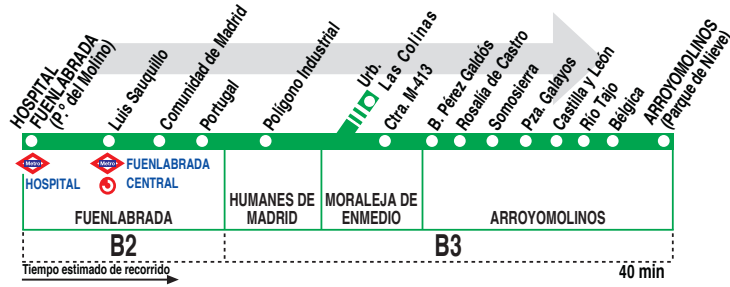 HOSPITAL
FUENLABRADA
(P.º del Molino)
Luis Sauquillo
Comunidad de Madrid
Portugal
Polígono Industrial
Urb.
Las Colinas
Ctra. M-413
B. Pérez Galdós
Rosalía de Castro
Somosierra
Pza. Galayos
Castilla y León
Río Tajo
Bélgica
ARROYOMOLINOS
(Parque de Nieve)
Metro
HOSPITAL
Metro
FUENLABRADA
CENTRAL
FUENLABRADA
HUMANES DE
MADRID
MORALEJA DE
ENMEDIO
ARROYOMOLINOS
B2
B3
Tiempo estimado de recorrido
40 min